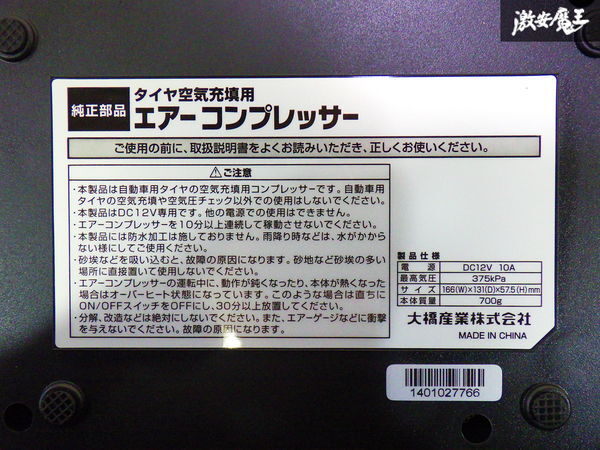 激安魔王
純正部品
タイヤ空気充填用
エアーコンプレッサー
ご使用の前に、取扱説明書をよくお読みいただき、正しくお使いください。
⚠ご注意
・本製品は自動車用タイヤの空気充填用コンプレッサーです。自動車用
タイヤの空気充填や空気圧チェック以外での使用はしないでください。
・本製品はDC12V専用です。他の電源での使用はできません。
・エアーコンプレッサーを10分以上連続して稼動させないでください。
・本製品には防水加工は施しておりません。雨降り時などは、水がかから
ない様にしてご使用ください。
・砂埃などを吸い込むと、故障の原因になります。砂地など砂埃の多い
場所に直接置いて使用しないでください。
・エアーコンプレッサーの運転中に、動作が鈍くなったり、本体が熱くなった
場合はオーバーヒート状態になっています。このような場合は直ちに
ON/OFFスイッチをOFFにし、30分以上放置してください。
・分解、改造などは絶対にしないでください。また、エアーゲージなどに衝撃
を与えないでください。故障の原因になります。
製品仕様
電源 DC12V 10A
最高気圧 375kPa
サイズ 166(W)×131(D)×57.5(H)mm
本体質量 700g
大橋産業株式会社
MADE IN CHINA
1401027766